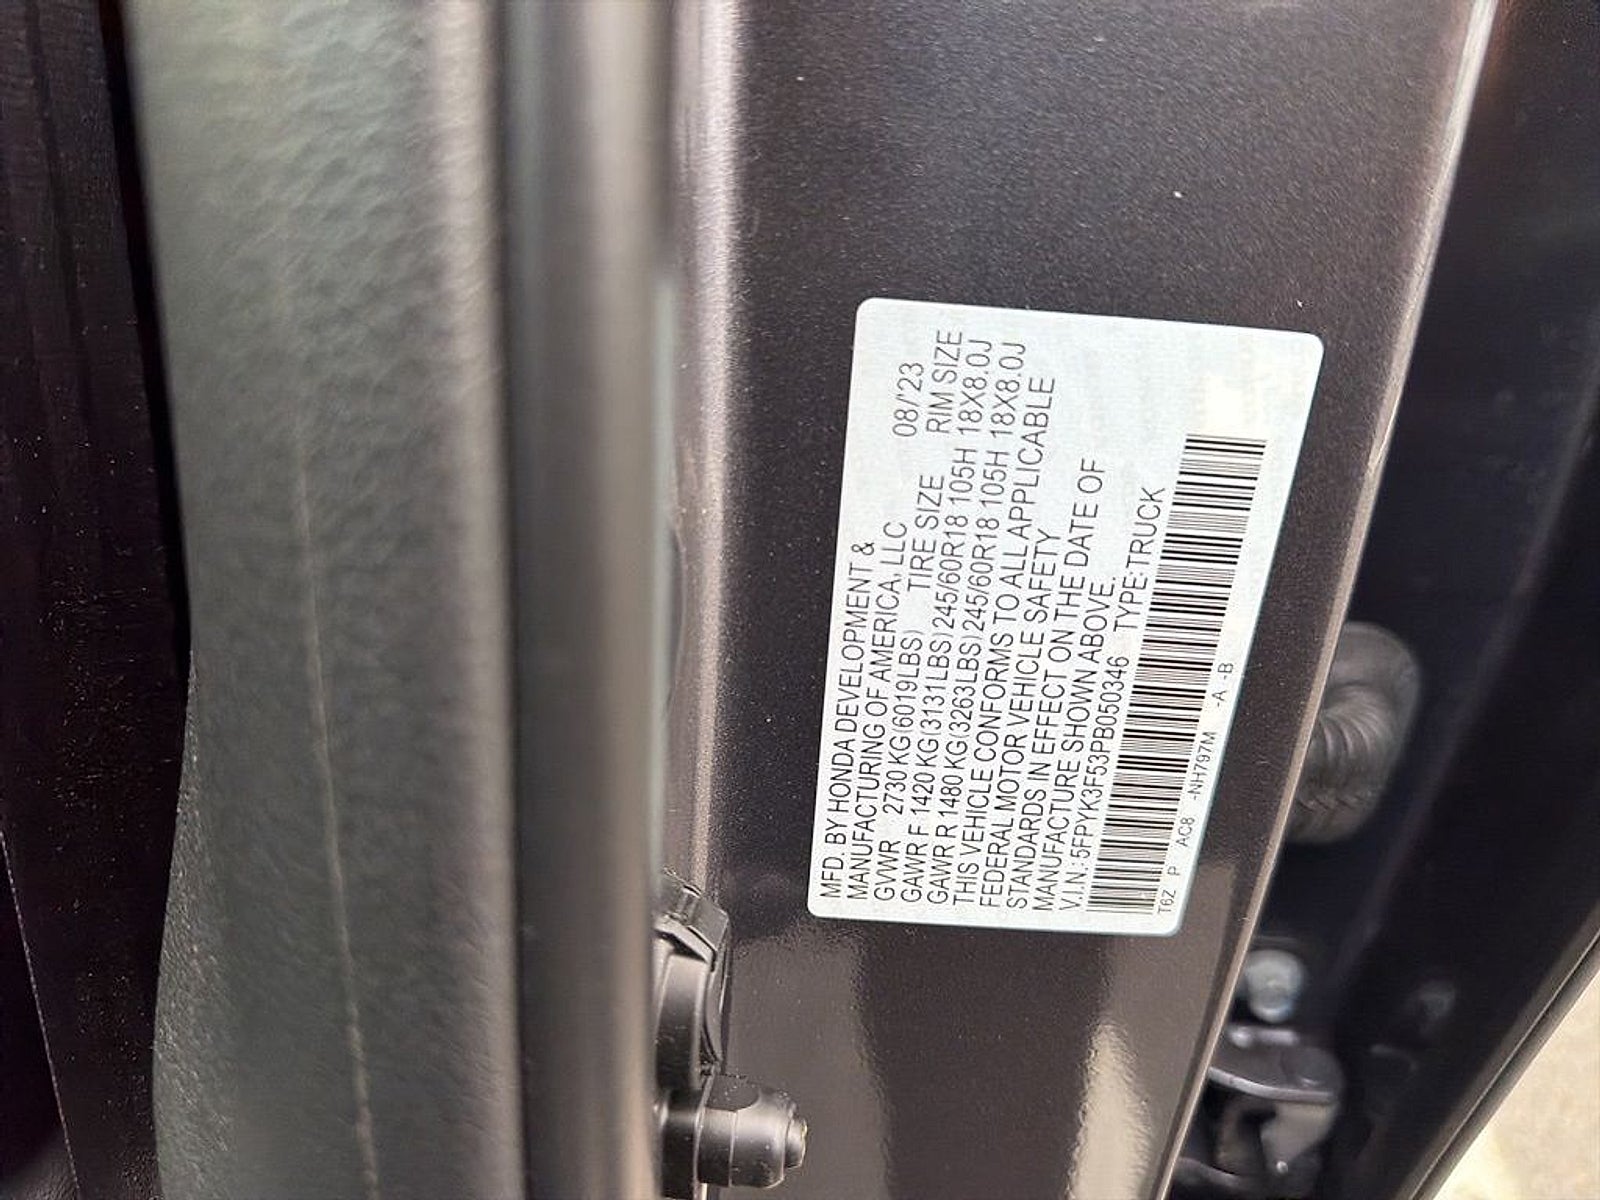 MFD. BY HONDA DEVELOPMENT &
MANUFACTURING OF AMERICA, LLC 08/'23
GVWR 2730 KG(6019LBS) TIRE SIZE RIM SIZE
GAWR F 1420 KG(3131LBS)245/60R18 105H 18X8.0J
GAWR R 1480 KG(3263LBS)245/60R18 105H 18X8.0J
THIS VEHICLE CONFORMS TO ALL APPLICABLE
FEDERAL MOTOR VEHICLE SAFETY
STANDARDS IN EFFECT ON THE DATE OF
MANUFACTURE SHOWN ABOVE.
V.I.N.: 5FPYK3F53PB050346 TYPE:TRUCK
T6Z P AC8 -NH797M -A -B